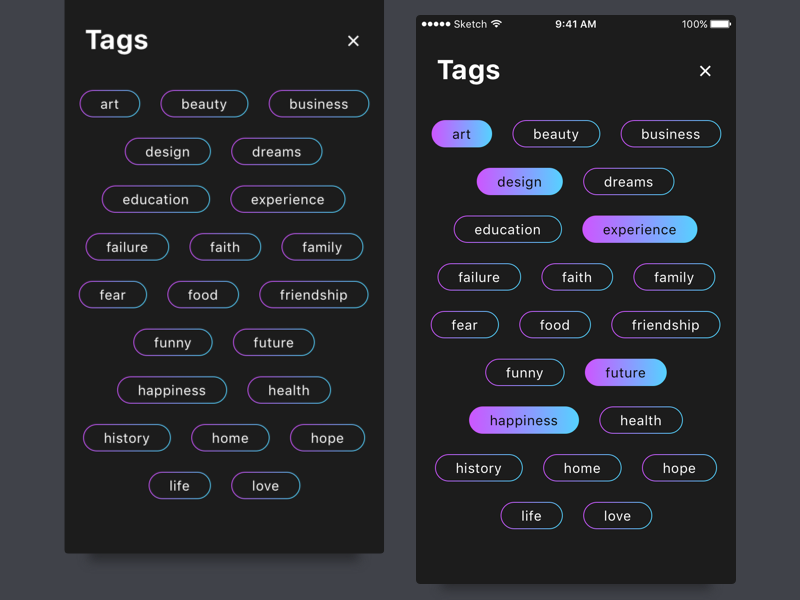 Tags ×
art beauty business
design dreams
education experience
failure faith family
fear food friendship
funny future
happiness health
history home hope
life love
Sketch 9:41 AM 100%
Tags ×
art beauty business
design dreams
education experience
failure faith family
fear food friendship
funny future
happiness health
history home hope
life love